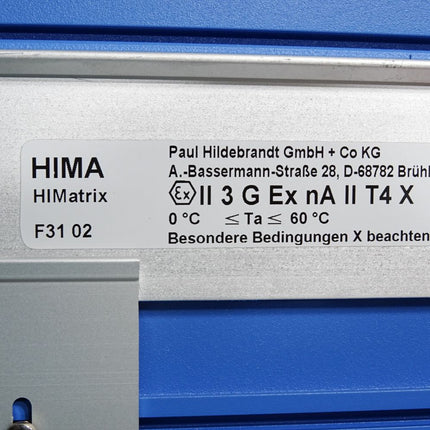 HIMA
HIMatrix
F31 02
Paul Hildebrandt GmbH + Co KG
A.-Bassermann-Straße 28, D-68782 Brühl
Ex II 3 G Ex nA II T4 X
0 °C ≤ Ta ≤ 60 °C
Besondere Bedingungen X beachten